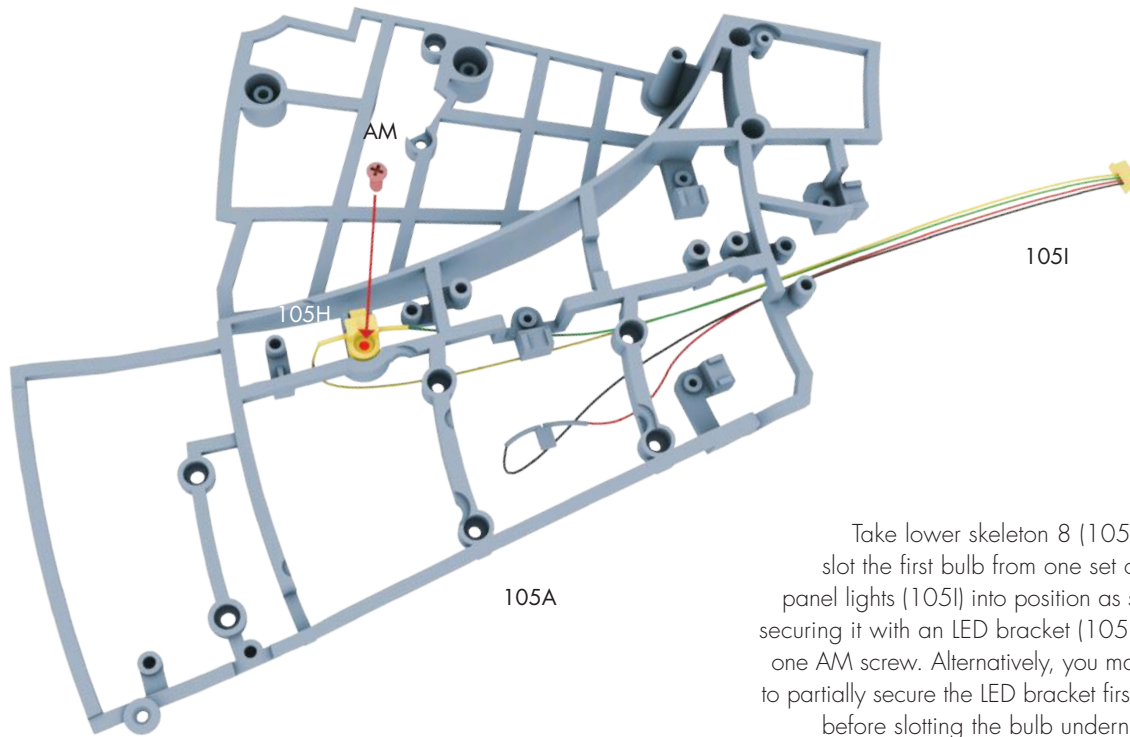 AM
105H
105I
105A
Take lower skeleton 8 (105
slot the first bulb from one set
panel lights (105I) into position as
securing it with an LED bracket (105
one AM screw. Alternatively, you
to partially secure the LED bracket first
before slotting the bulb